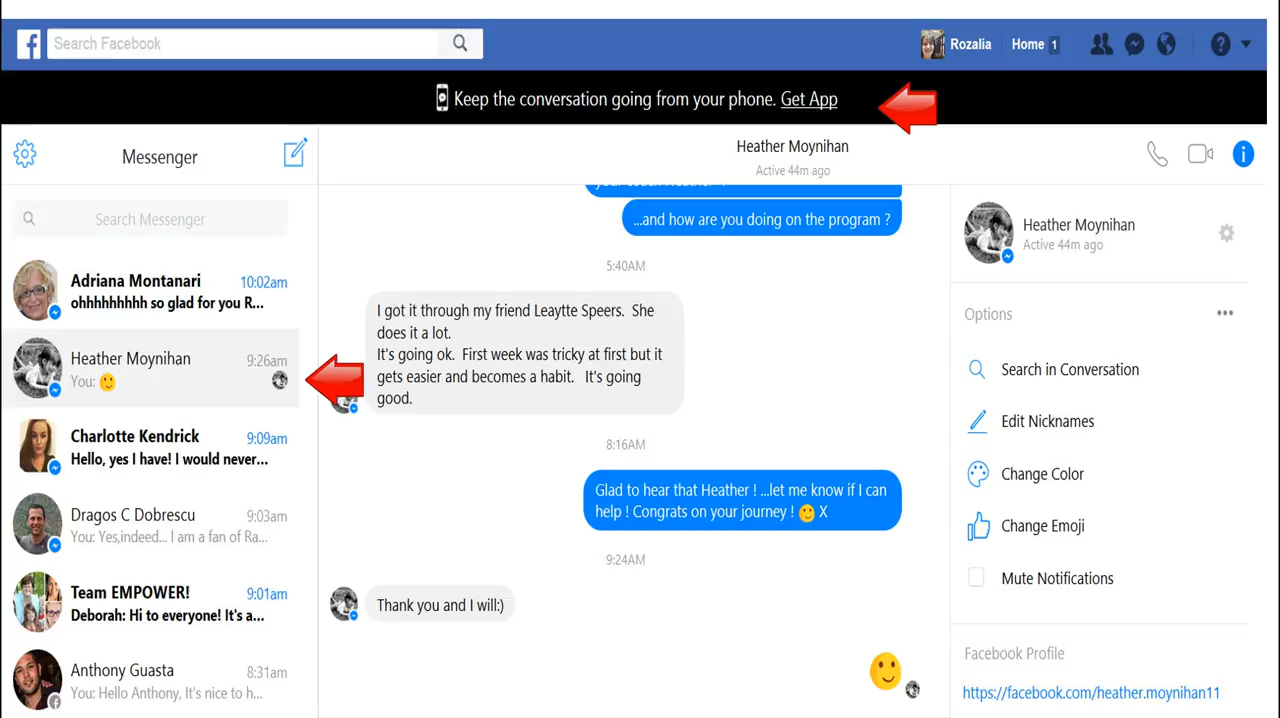 f
Search Facebook
Rozalia
Home 1
?
Keep the conversation going from your phone. Get App
Messenger
Search Messenger
Adriana Montanari 10:02am
ohhhhhhhhh so glad for you R...
Heather Moynihan 9:26am
You: 🙂
Charlotte Kendrick 9:09am
Hello, yes I have! I would never...
Dragos C Dobrescu 9:03am
You: Yes,indeed... I am a fan of Ra...
Team EMPOWER! 9:01am
Deborah: Hi to everyone! It's a...
Anthony Guasta 8:31am
You: Hello Anthony, It's nice to h...
Heather Moynihan
Active 44m ago
...and how are you doing on the program ?
5:40AM
I got it through my friend Leaytte Speers. She
does it a lot.
It's going ok. First week was tricky at first but it
gets easier and becomes a habit. It's going
good.
8:16AM
Glad to hear that Heather ! ...let me know if I can
help ! Congrats on your journey ! 🙂 X
9:24AM
Thank you and I will:)
🙂
i
Heather Moynihan
Active 44m ago
Options
Search in Conversation
Edit Nicknames
Change Color
Change Emoji
Mute Notifications
Facebook Profile
https://facebook.com/heather.moynihan11